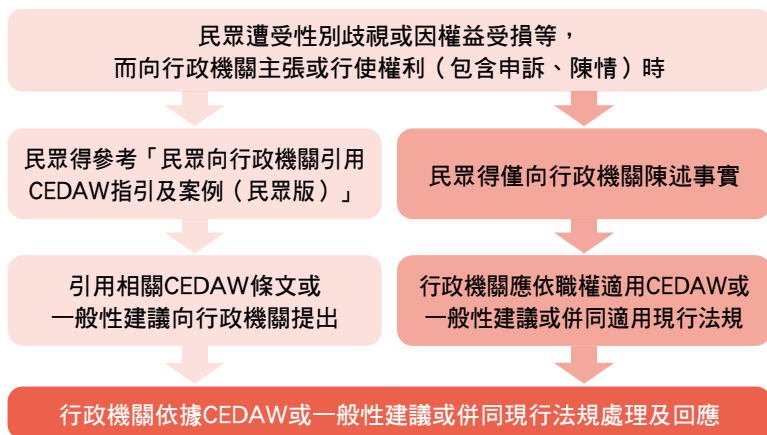 民眾遭受性別歧視或因權益受損等，
而向行政機關主張或行使權利（包含申訴、陳情）時
民眾得參考「民眾向行政機關引用
CEDAW指引及案例（民眾版）」
引用相關CEDAW條文或
一般性建議向行政機關提出
民眾得僅向行政機關陳述事實
行政機關應依職權適用CEDAW或
一般性建議或併同適用現行法規
行政機關依據CEDAW或一般性建議或併同現行法規處理及回應